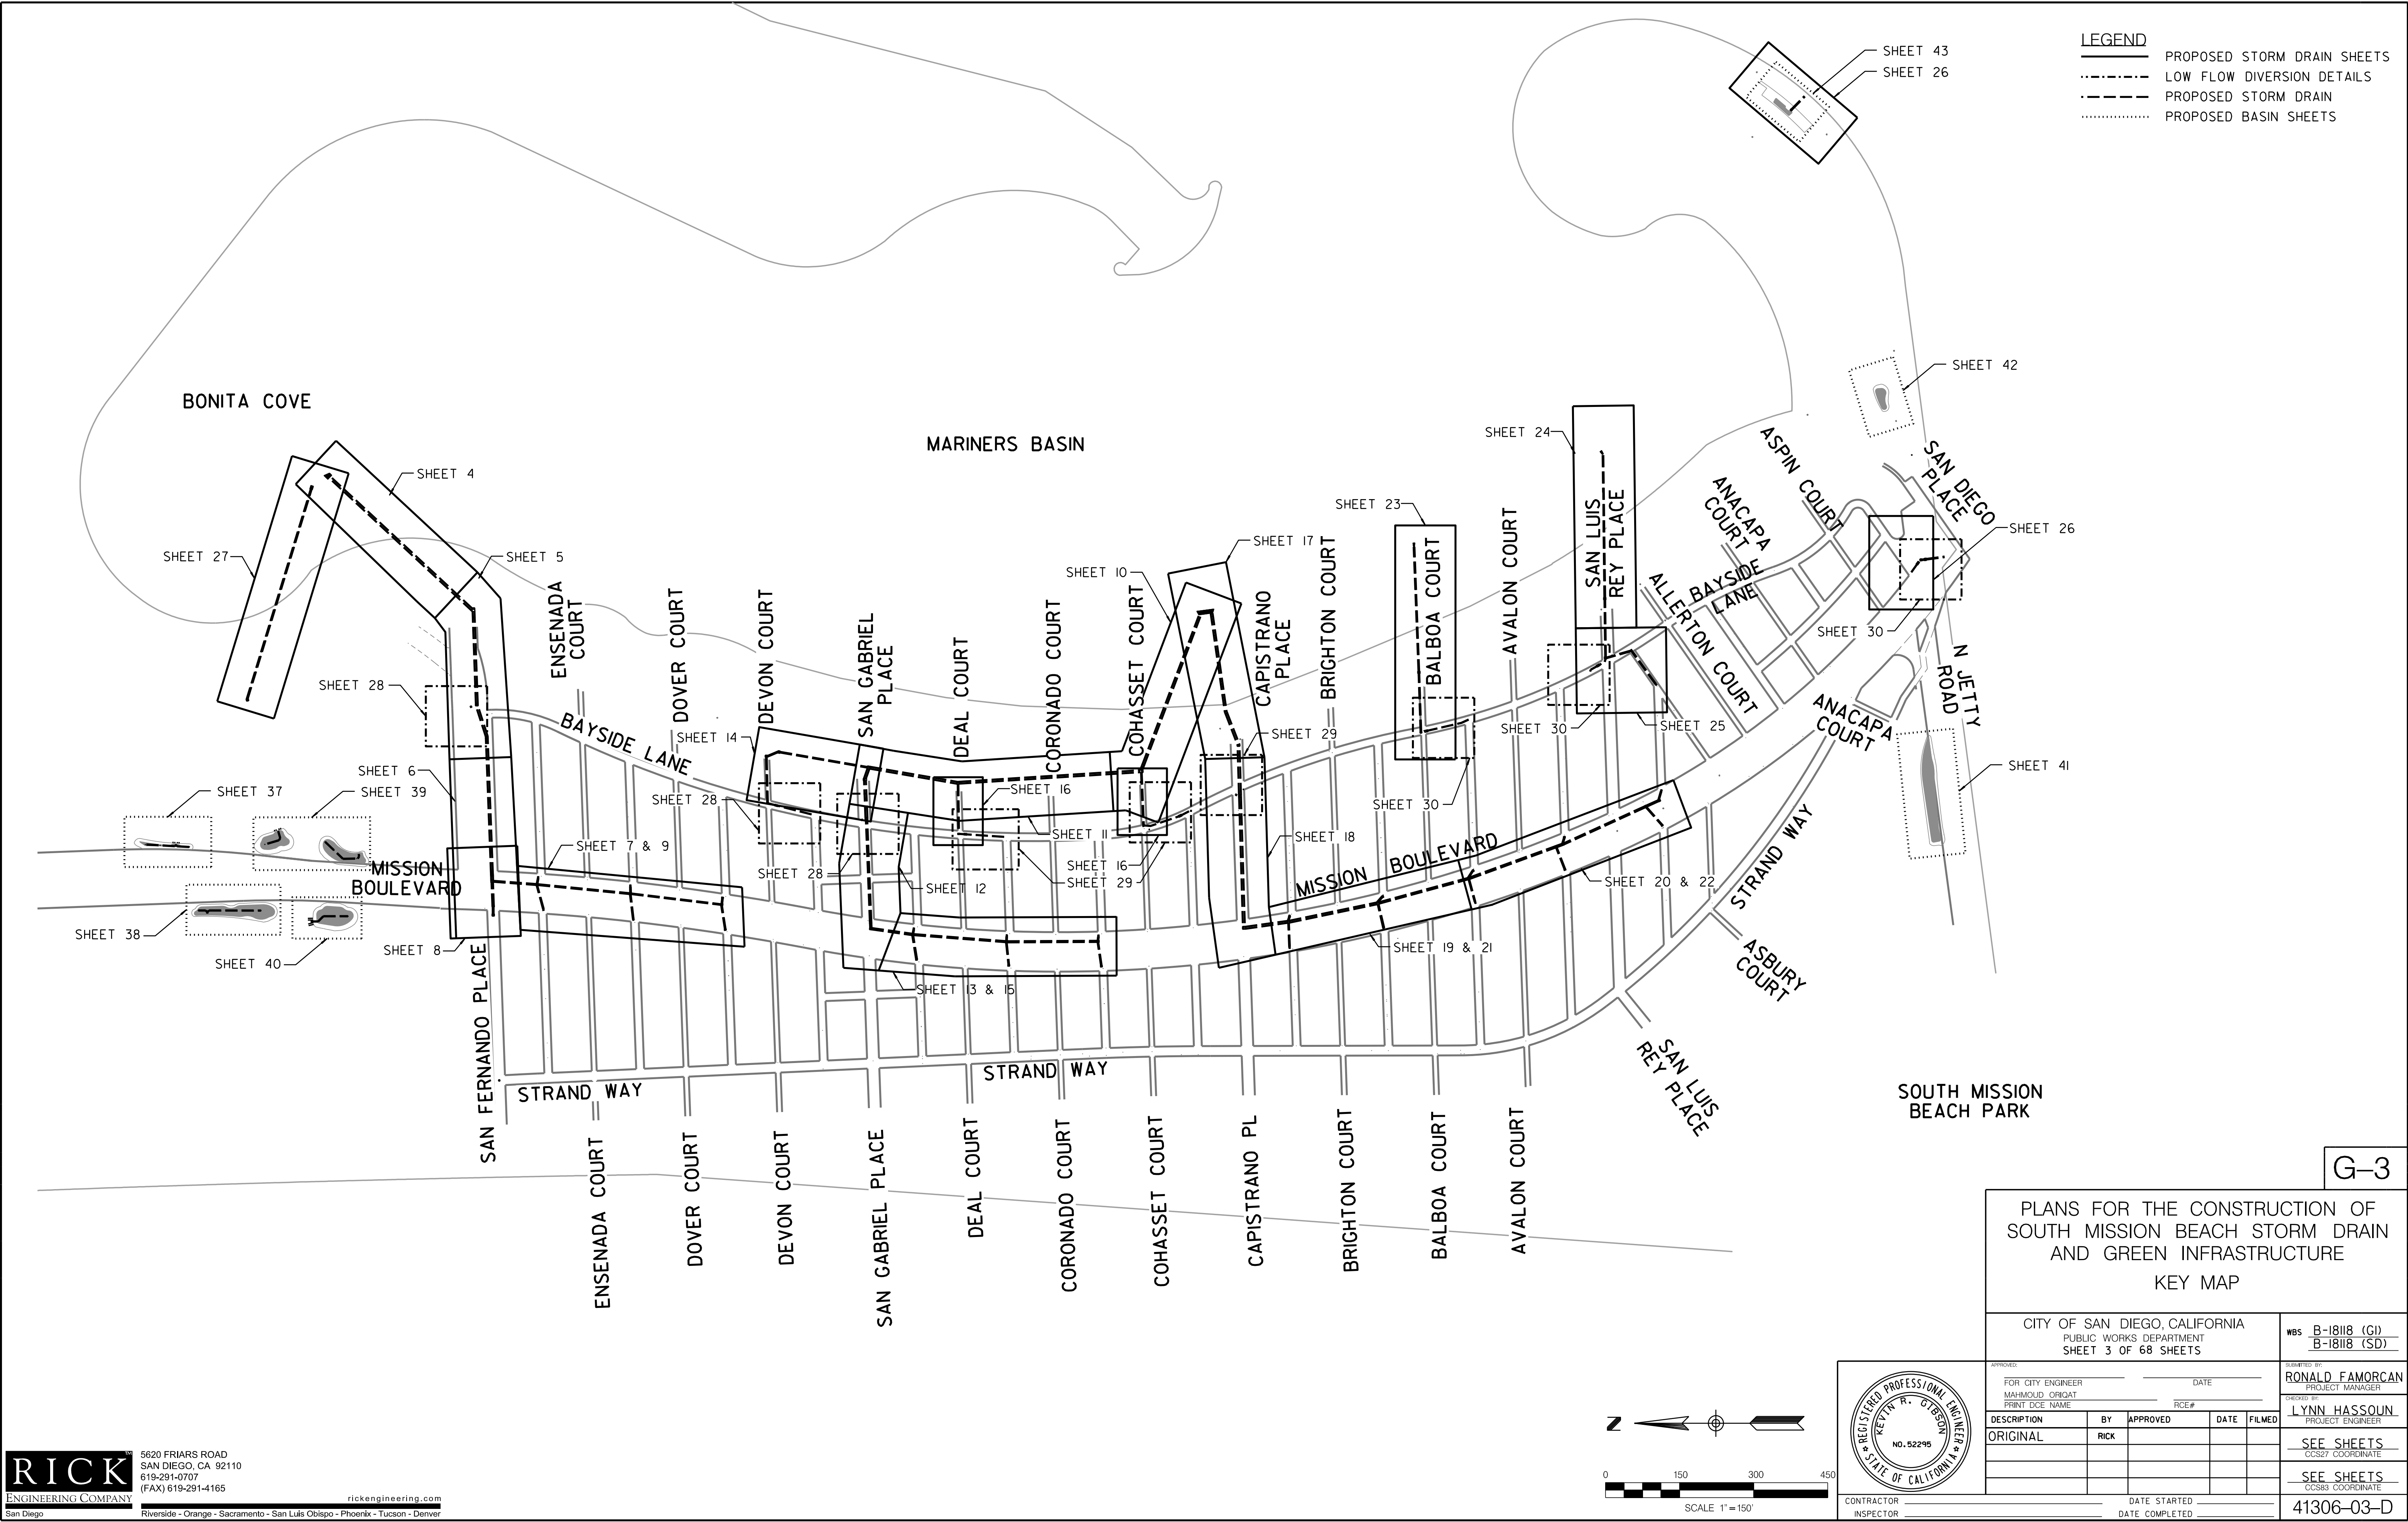 LEGEND
PROPOSED STORM DRAIN SHEETS
LOW FLOW DIVERSION DETAILS
PROPOSED STORM DRAIN
PROPOSED BASIN SHEETS
SHEET 43
SHEET 26
SHEET 42
BONITA COVE
MARINERS BASIN
SHEET 4
SHEET 27
SHEET 5
SHEET 24
SHEET 23
SHEET 17
SHEET 10
ASPIN COURT
SAN DIEGO
PLACE
ANACAPA
COURT
SHEET 26
SAN LUIS
REY PLACE
AVALON COURT
BALBOA COURT
BRIGHTON COURT
CAPISTRANO
PLACE
COHASSET COURT
CORONADO COURT
DEAL COURT
SAN GABRIEL
PLACE
DEVON COURT
DOVER COURT
ENSENADA
COURT
BAYSIDE
LANE
ALLERTON COURT
SHEET 30
N JETTY
ROAD
SHEET 28
BAYSIDE LANE
SHEET 14
SHEET 29
SHEET 30
SHEET 25
ANACAPA
COURT
SHEET 6
SHEET 37
SHEET 39
SHEET 28
SHEET 16
SHEET 30
SHEET 41
SHEET 7 & 9
SHEET 11
SHEET 18
MISSION
BOULEVARD
SHEET 28
SHEET 12
SHEET 16
SHEET 29
MISSION BOULEVARD
SHEET 20 & 22
STRAND WAY
SHEET 38
SHEET 40
SHEET 8
SHEET 19 & 21
ASBURY
COURT
SHEET 13 & 15
SAN FERNANDO PLACE
STRAND WAY
STRAND WAY
SAN LUIS
REY PLACE
SOUTH MISSION
BEACH PARK
ENSENADA COURT
DOVER COURT
DEVON COURT
SAN GABRIEL PLACE
DEAL COURT
CORONADO COURT
COHASSET COURT
CAPISTRANO PL
BRIGHTON COURT
BALBOA COURT
AVALON COURT
G-3
PLANS FOR THE CONSTRUCTION OF
SOUTH MISSION BEACH STORM DRAIN
AND GREEN INFRASTRUCTURE
KEY MAP
CITY OF SAN DIEGO, CALIFORNIA
PUBLIC WORKS DEPARTMENT
SHEET 3 OF 68 SHEETS
WBS B-18118 (GI)
B-18118 (SD)
APPROVED:
FOR CITY ENGINEER DATE
MAHMOUD ORIQAT
PRINT DCE NAME RCE#
SUBMITTED BY:
RONALD FAMORCAN
PROJECT MANAGER
CHECKED BY:
LYNN HASSOUN
PROJECT ENGINEER
DESCRIPTION BY APPROVED DATE FILMED
ORIGINAL RICK
SEE SHEETS
CCS27 COORDINATE
SEE SHEETS
CCS83 COORDINATE
41306-03-D
CONTRACTOR DATE STARTED
INSPECTOR DATE COMPLETED
REGISTERED PROFESSIONAL ENGINEER
KEVIN R. GIBSON
NO. 52295
STATE OF CALIFORNIA
N
0 150 300 450
SCALE 1"=150'
RICK
ENGINEERING COMPANY
San Diego
TM
5620 FRIARS ROAD
SAN DIEGO, CA 92110
619-291-0707
(FAX) 619-291-4165
rickengineering.com
Riverside - Orange - Sacramento - San Luis Obispo - Phoenix - Tucson - Denver